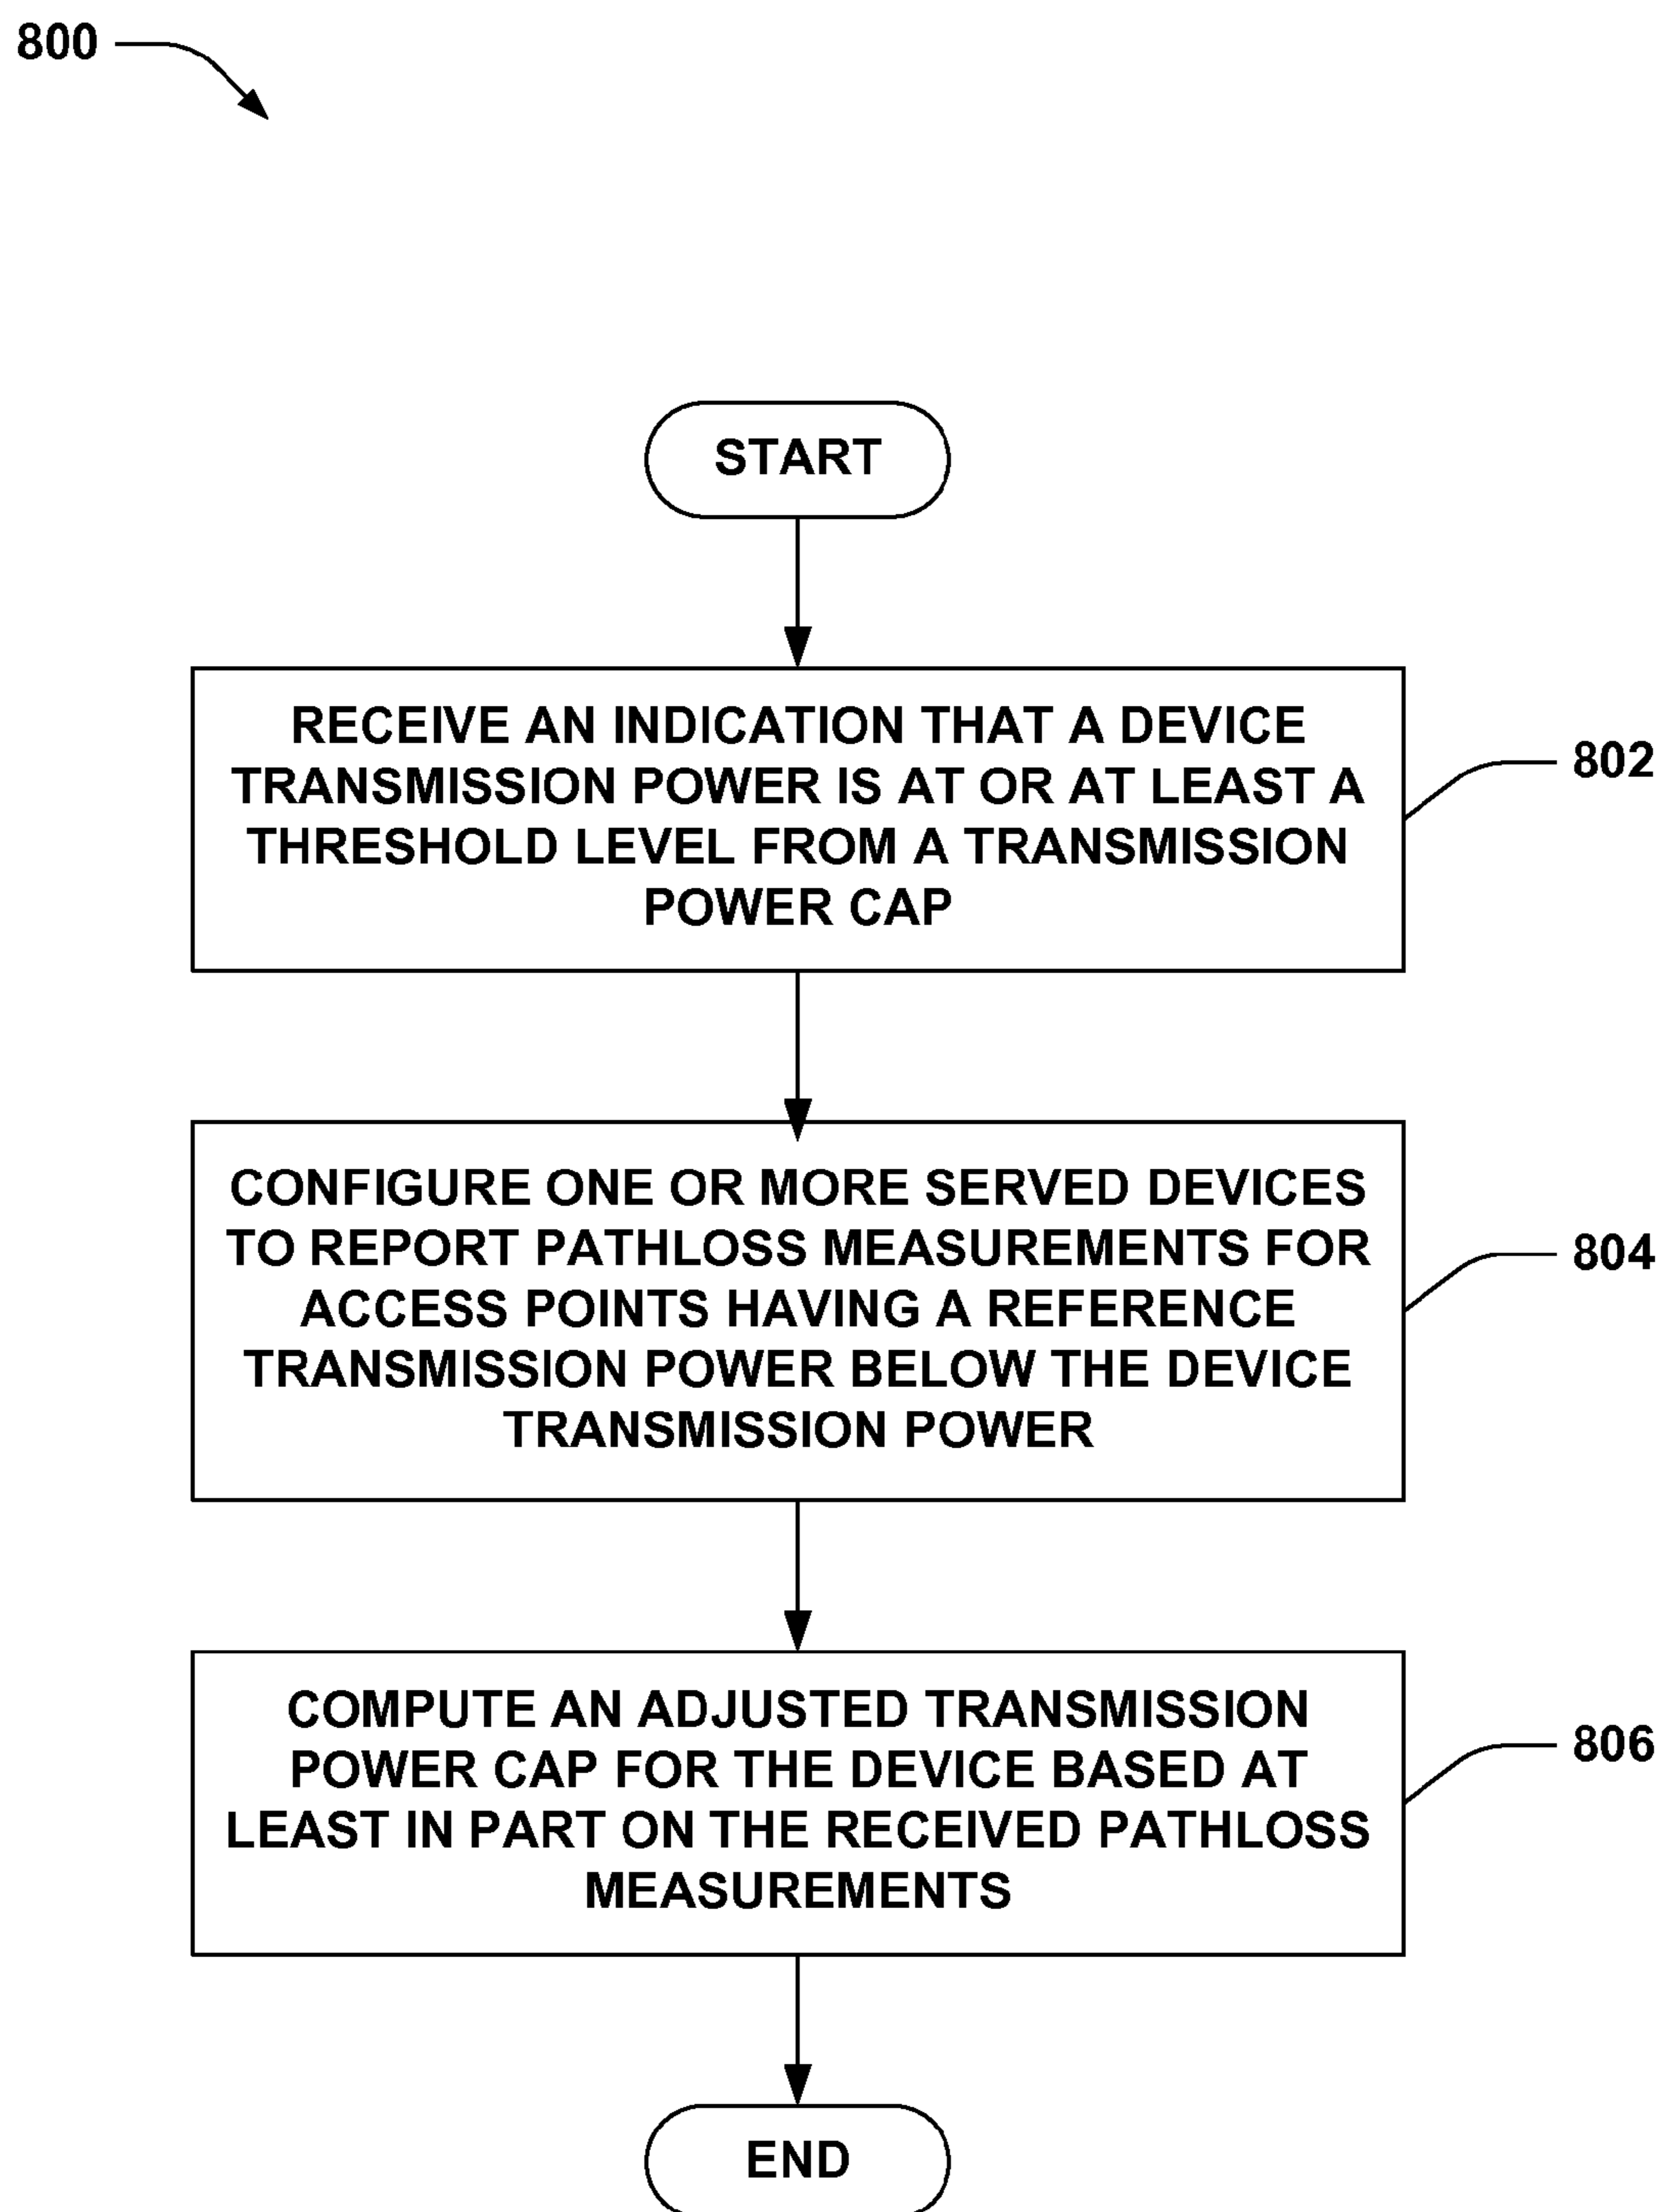 800
START
RECEIVE AN INDICATION THAT A DEVICE
TRANSMISSION POWER IS AT OR AT LEAST A
THRESHOLD LEVEL FROM A TRANSMISSION
POWER CAP
802
CONFIGURE ONE OR MORE SERVED DEVICES
TO REPORT PATHLOSS MEASUREMENTS FOR
ACCESS POINTS HAVING A REFERENCE
TRANSMISSION POWER BELOW THE DEVICE
TRANSMISSION POWER
804
COMPUTE AN ADJUSTED TRANSMISSION
POWER CAP FOR THE DEVICE BASED AT
LEAST IN PART ON THE RECEIVED PATHLOSS
MEASUREMENTS
806
END